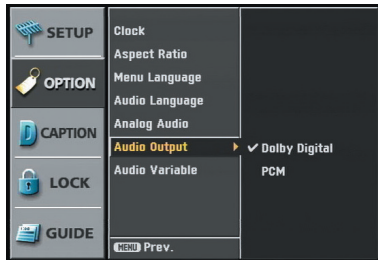 SETUP
OPTION
CAPTION
LOCK
GUIDE
Clock
Aspect Ratio
Menu Language
Audio Language
Analog Audio
Audio Output
Audio Variable
MENU Prev.
Dolby Digital
PCM